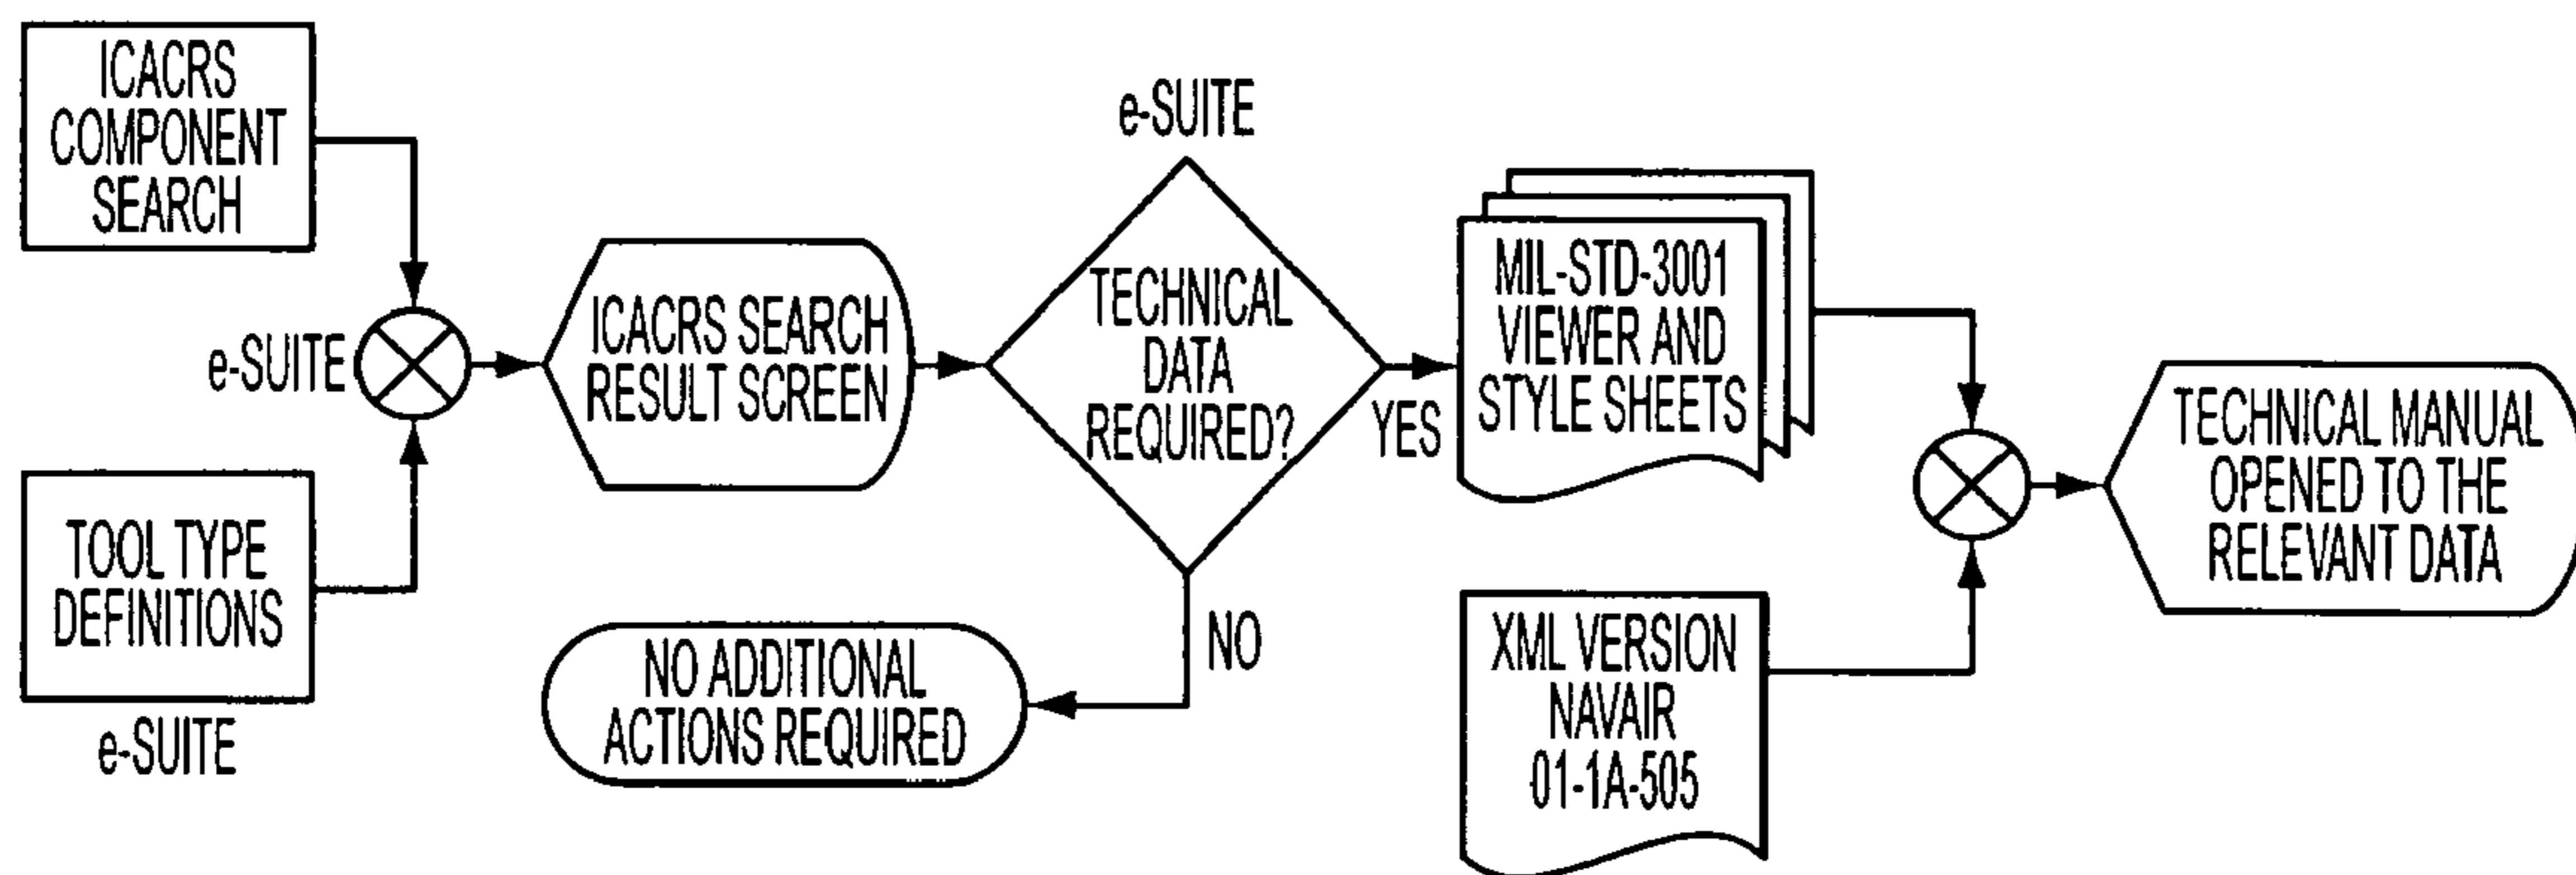 ICACRS
COMPONENT
SEARCH
e-SUITE
TOOL TYPE
DEFINITIONS
e-SUITE
ICACRS SEARCH
RESULT SCREEN
e-SUITE
TECHNICAL
DATA
REQUIRED?
YES
NO
NO ADDITIONAL
ACTIONS REQUIRED
MIL-STD-3001
VIEWER AND
STYLE SHEETS
XML VERSION
NAVAIR
01-1A-505
TECHNICAL MANUAL
OPENED TO THE
RELEVANT DATA